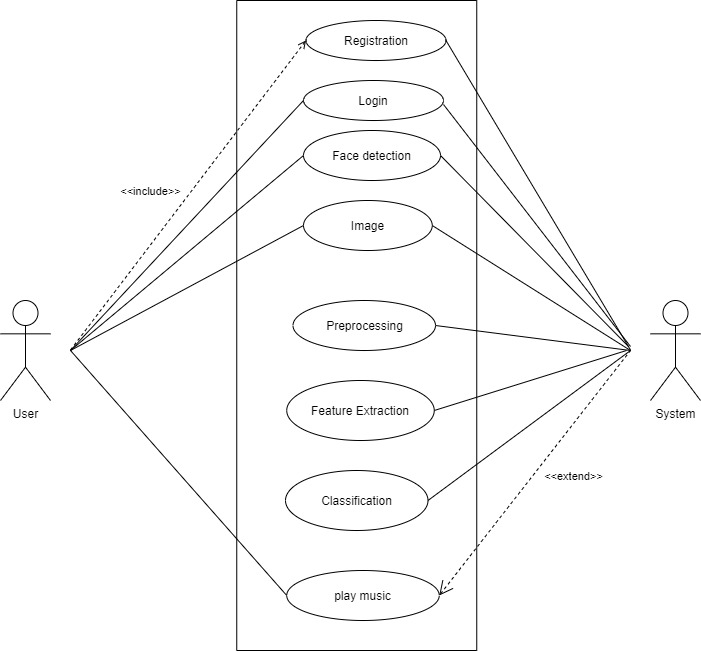 Registration
Login
Face detection
<<include>>
Image
Preprocessing
Feature Extraction
User
System
<<extend>>
Classification
play music